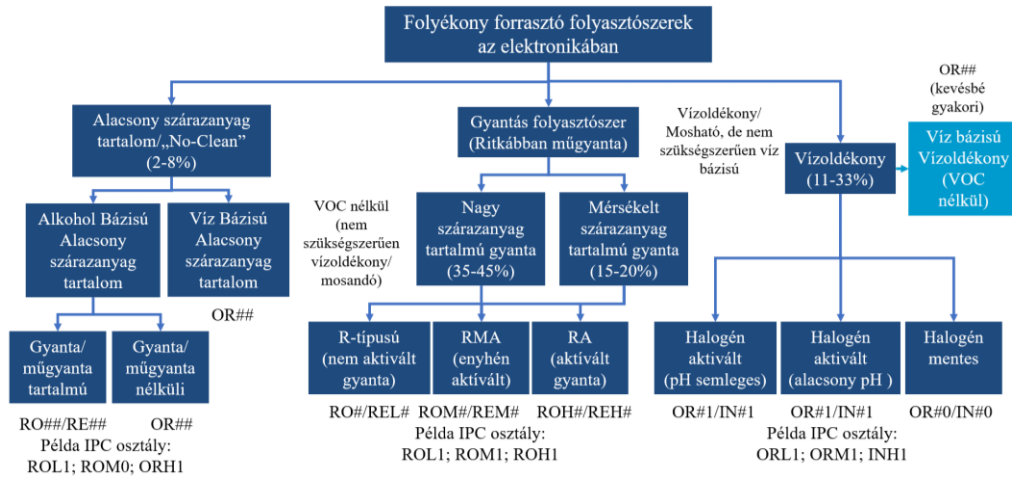 Folyékony forrasztó folyasztószerek
az elektronikában
Alacsony szárazanyag
tartalom/„No-Clean”
(2-8%)
Gyantás folyasztószer
(Ritkábban műgyanta)
Vízoldékony/
Mosható, de nem
szükségszerűen víz
bázisú
Vízoldékony
(11-33%)
OR##
(kevésbé
gyakori)
Víz bázisú
Vízoldékony
(VOC
nélkül)
Alkohol Bázisú
Alacsony
szárazanyag
tartalom
Víz Bázisú
Alacsony
szárazanyag
tartalom
OR##
VOC nélkül
(nem
szükségszerűen
vízoldékony/
mosandó)
Nagy
szárazanyag
tartalmú gyanta
(35-45%)
Mérsékelt
szárazanyag
tartalmú gyanta
(15-20%)
Gyanta/
műgyanta
tartalmú
Gyanta/
műgyanta
nélküli
RO##/RE##
OR##
Példa IPC osztály:
ROL1; ROM0; ORH1
R-típusú
(nem aktivált
gyanta)
RMA
(enyhén
aktivált)
RA
(aktivált
gyanta)
RO#/REL#
ROM#/REM#
ROH#/REH#
Példa IPC osztály:
ROL1; ROM1; ROH1
Halogén
aktivált
(pH semleges)
Halogén
aktivált
(alacsony pH )
Halogén
mentes
OR#1/IN#1
OR#1/IN#1
OR#0/IN#0
Példa IPC osztály:
ORL1; ORM1; INH1